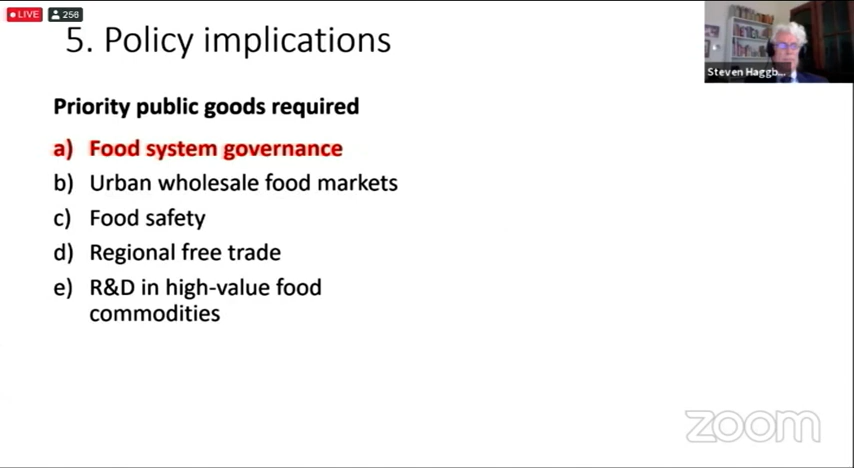 LIVE 256
5. Policy implications
Steven Haggb...
Priority public goods required
a) Food system governance
b) Urban wholesale food markets
c) Food safety
d) Regional free trade
e) R&D in high-value food
commodities
zoom